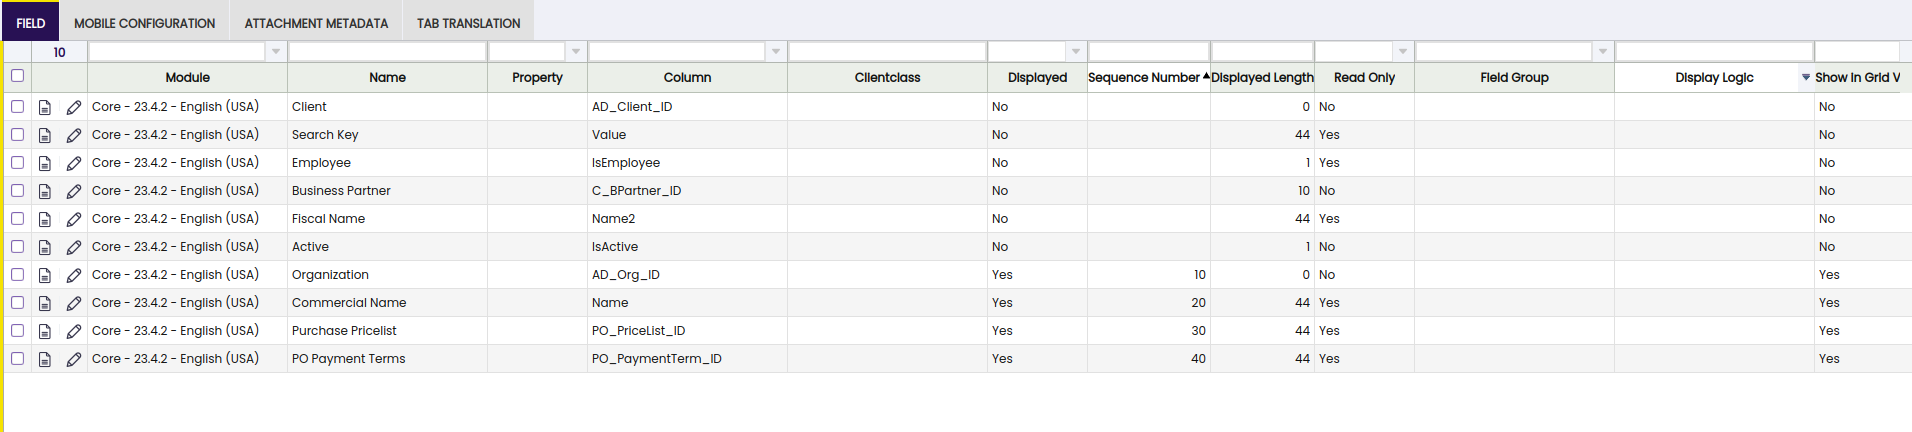 FIELD MOBILE CONFIGURATION ATTACHMENT METADATA TAB TRANSLATION
10
Module Name Property Column Clientclass Displayed Sequence Number Displayed Length Read Only Field Group Display Logic Show In Grid V
Core - 23.4.2 - English (USA) Client AD_Client_ID No 0 No No
Core - 23.4.2 - English (USA) Search Key Value No 44 Yes No
Core - 23.4.2 - English (USA) Employee IsEmployee No 1 Yes No
Core - 23.4.2 - English (USA) Business Partner C_BPartner_ID No 10 No No
Core - 23.4.2 - English (USA) Fiscal Name Name2 No 44 Yes No
Core - 23.4.2 - English (USA) Active IsActive No 1 No No
Core - 23.4.2 - English (USA) Organization AD_Org_ID Yes 10 0 No Yes
Core - 23.4.2 - English (USA) Commercial Name Name Yes 20 44 Yes Yes
Core - 23.4.2 - English (USA) Purchase Pricelist PO_PriceList_ID Yes 30 44 Yes Yes
Core - 23.4.2 - English (USA) PO Payment Terms PO_PaymentTerm_ID Yes 40 44 Yes Yes